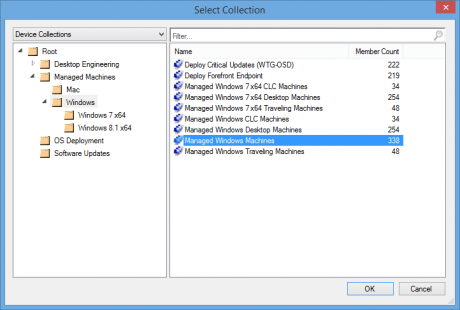 Select Collection
Device Collections
Filter...
Root
Desktop Engineering
Managed Machines
Mac
Windows
Windows 7 x64
Windows 8.1 x64
OS Deployment
Software Updates
Name Member Count
Deploy Critical Updates (WTG-OSD) 222
Deploy Forefront Endpoint 219
Managed Windows 7 x64 CLC Machines 34
Managed Windows 7 x64 Desktop Machines 254
Managed Windows 7 x64 Traveling Machines 48
Managed Windows CLC Machines 34
Managed Windows Desktop Machines 254
Managed Windows Machines 338
Managed Windows Traveling Machines 48
OK Cancel